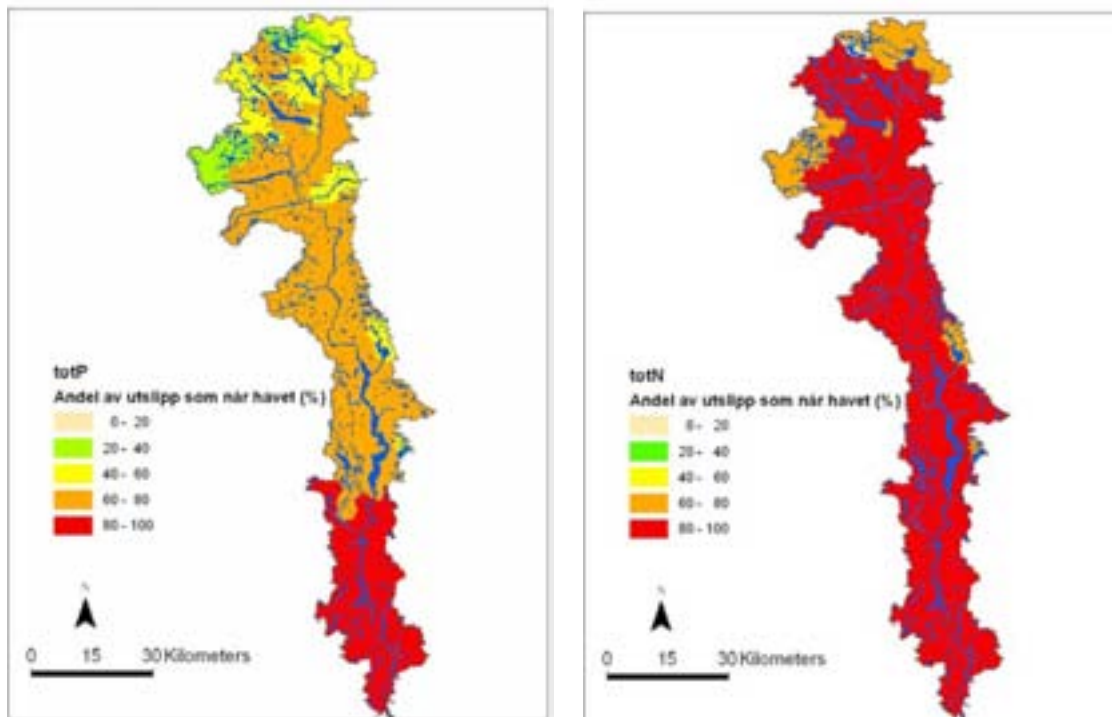 totP
Andel av utslipp som når havet (%)
0 - 20
20 - 40
40 - 60
60 - 80
80 - 100
N
0 15 30 Kilometers
totN
Andel av utslipp som når havet (%)
0 - 20
20 - 40
40 - 60
60 - 80
80 - 100
N
0 15 30 Kilometers